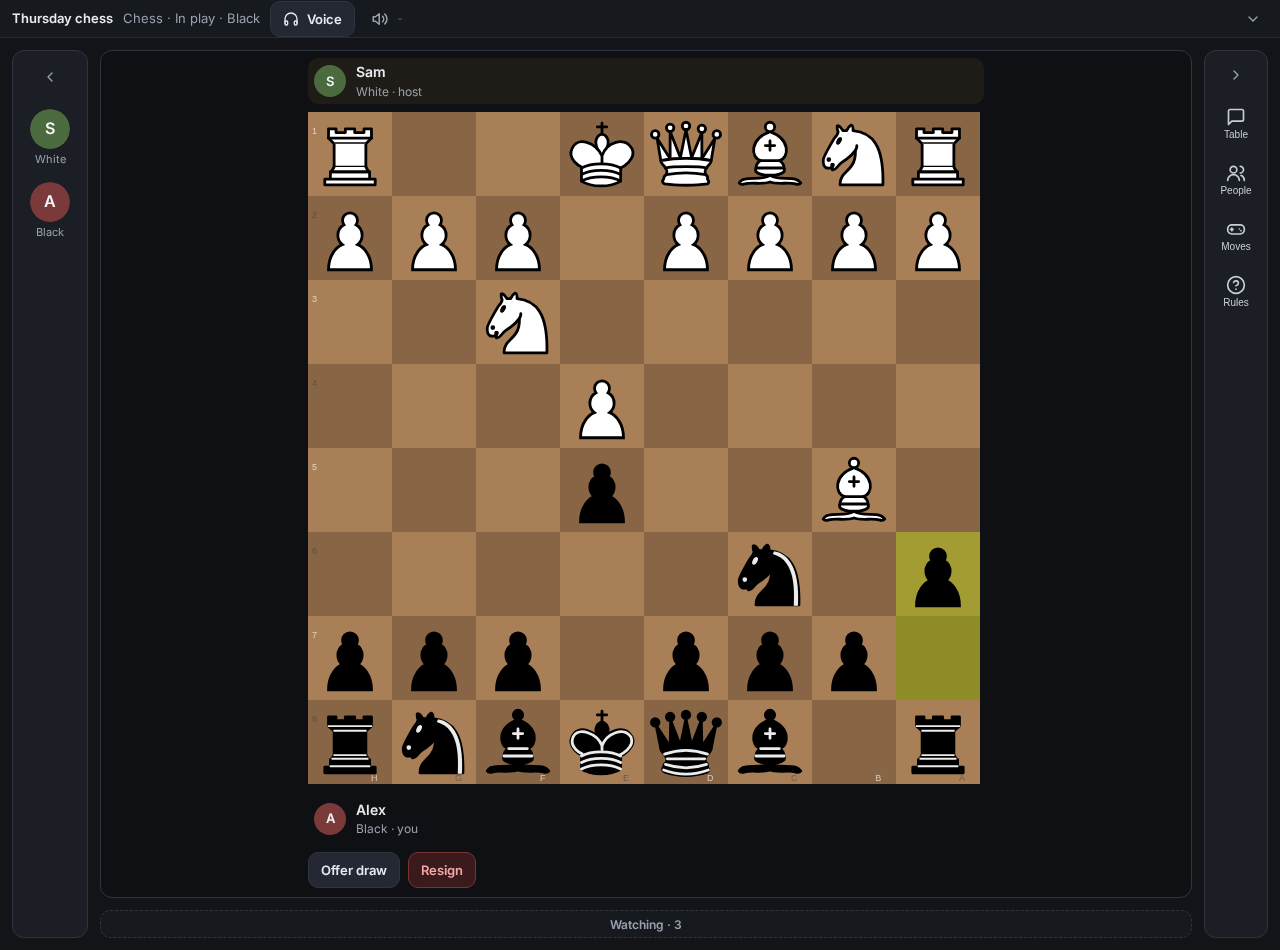 Thursday chess Chess · In play · Black Voice -
S
White
A
Black
S Sam
White · host
1
2
3
4
5
6
7
8
H G F E D C B A
A Alex
Black · you
Offer draw Resign
Watching · 3
Table
People
Moves
Rules